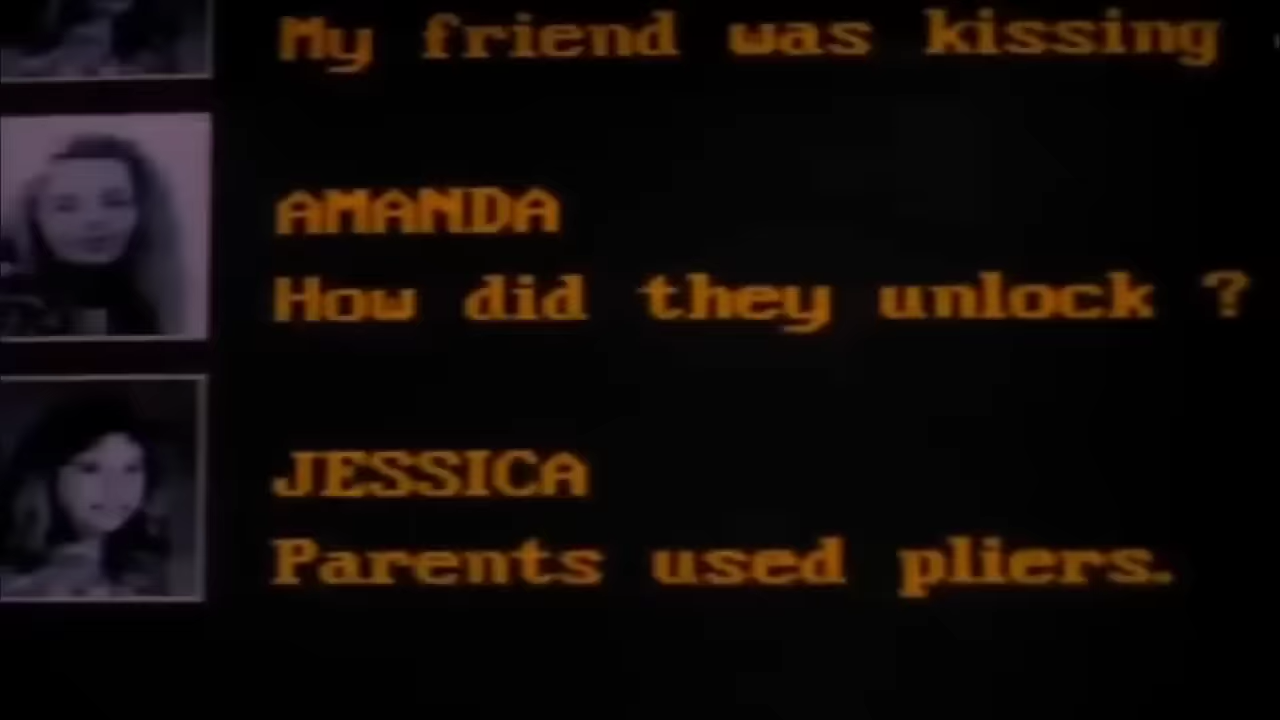 My friend was kissing
AMANDA
How did they unlock ?
JESSICA
Parents used pliers.